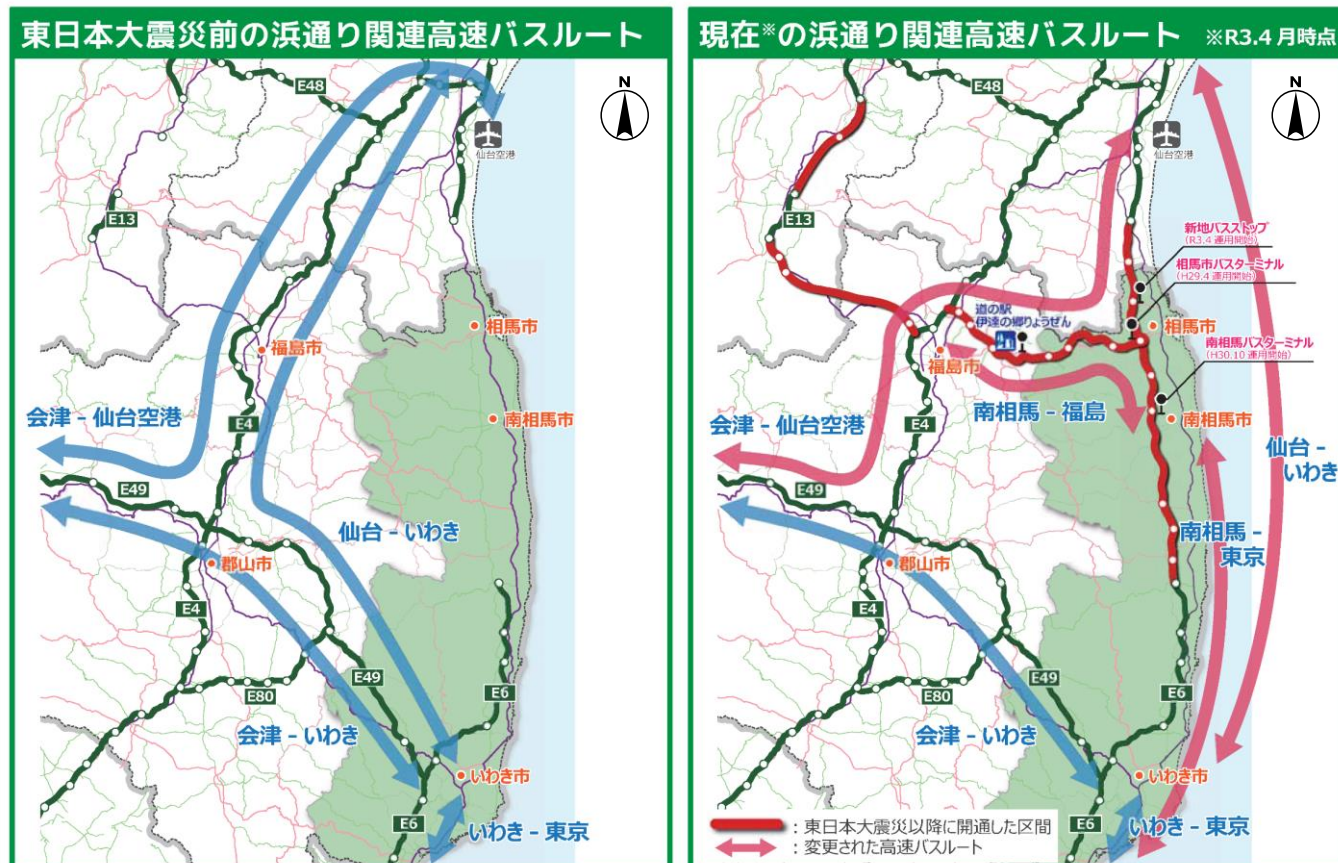 東日本大震災前の浜通り関連高速バスルート
E48
N
仙台空港
E13
相馬市
福島市
会津 - 仙台空港
E4
南相馬市
E49
仙台 - いわき
郡山市
E4
E49
E80
E6
会津 - いわき
いわき市
E6
いわき - 東京
現在※の浜通り関連高速バスルート ※R3.4 月時点
E48
N
仙台空港
E13
新地バスストップ
(R3.4 運用開始)
相馬市バスターミナル
(H29.4 運用開始)
道の駅
伊達の郷りょうぜん
相馬市
福島市
南相馬バスターミナル
(H30.10 運用開始)
会津 - 仙台空港
南相馬 - 福島
E4
南相馬市
仙台 -
いわき
E49
南相馬 -
東京
郡山市
E4
E49
E80
E6
会津 - いわき
いわき市
E6
いわき - 東京
: 東日本大震災以降に開通した区間
: 変更された高速バスルート